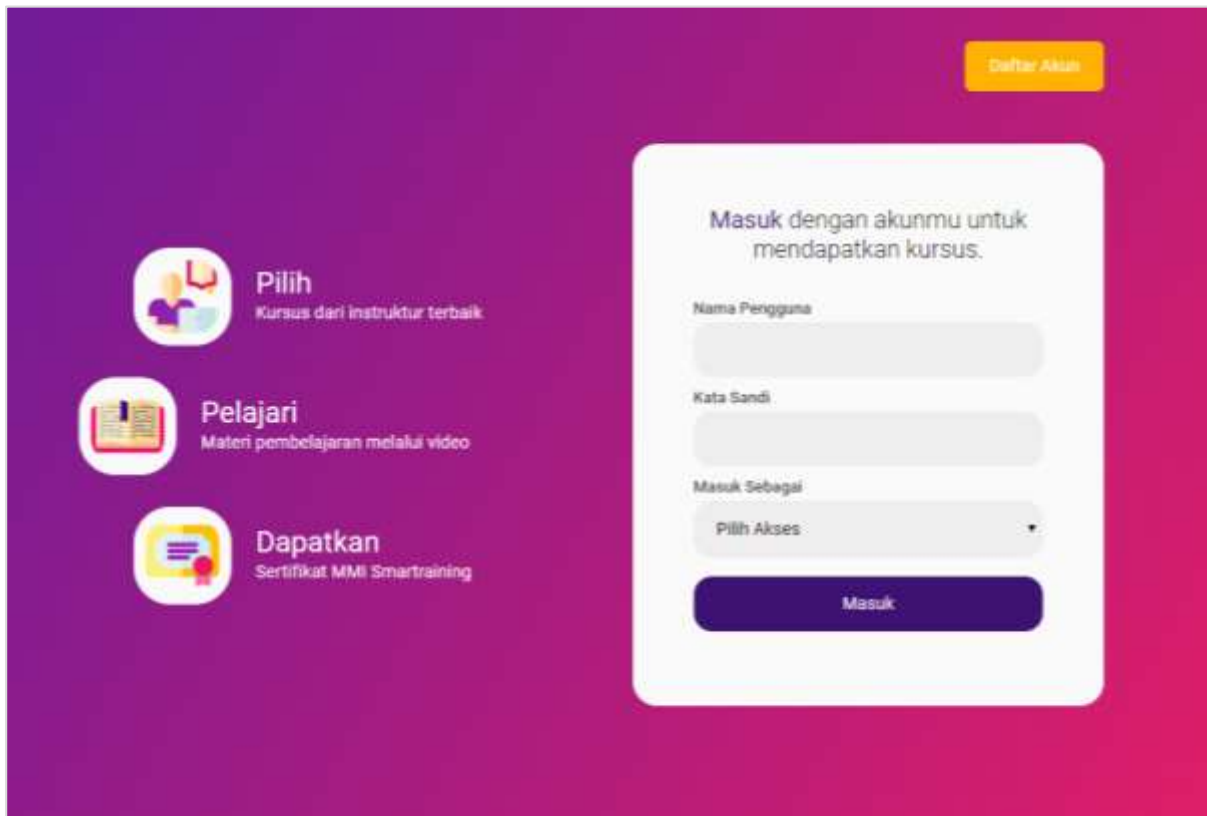 Daftar Akun
Pilih
Kursus dari instruktur terbaik
Pelajari
Materi pembelajaran melalui video
Dapatkan
Sertifikat MMI Smartraining
Masuk dengan akunmu untuk
mendapatkan kursus.
Nama Pengguna
Kata Sandi
Masuk Sebagai
Pilih Akses
Masuk